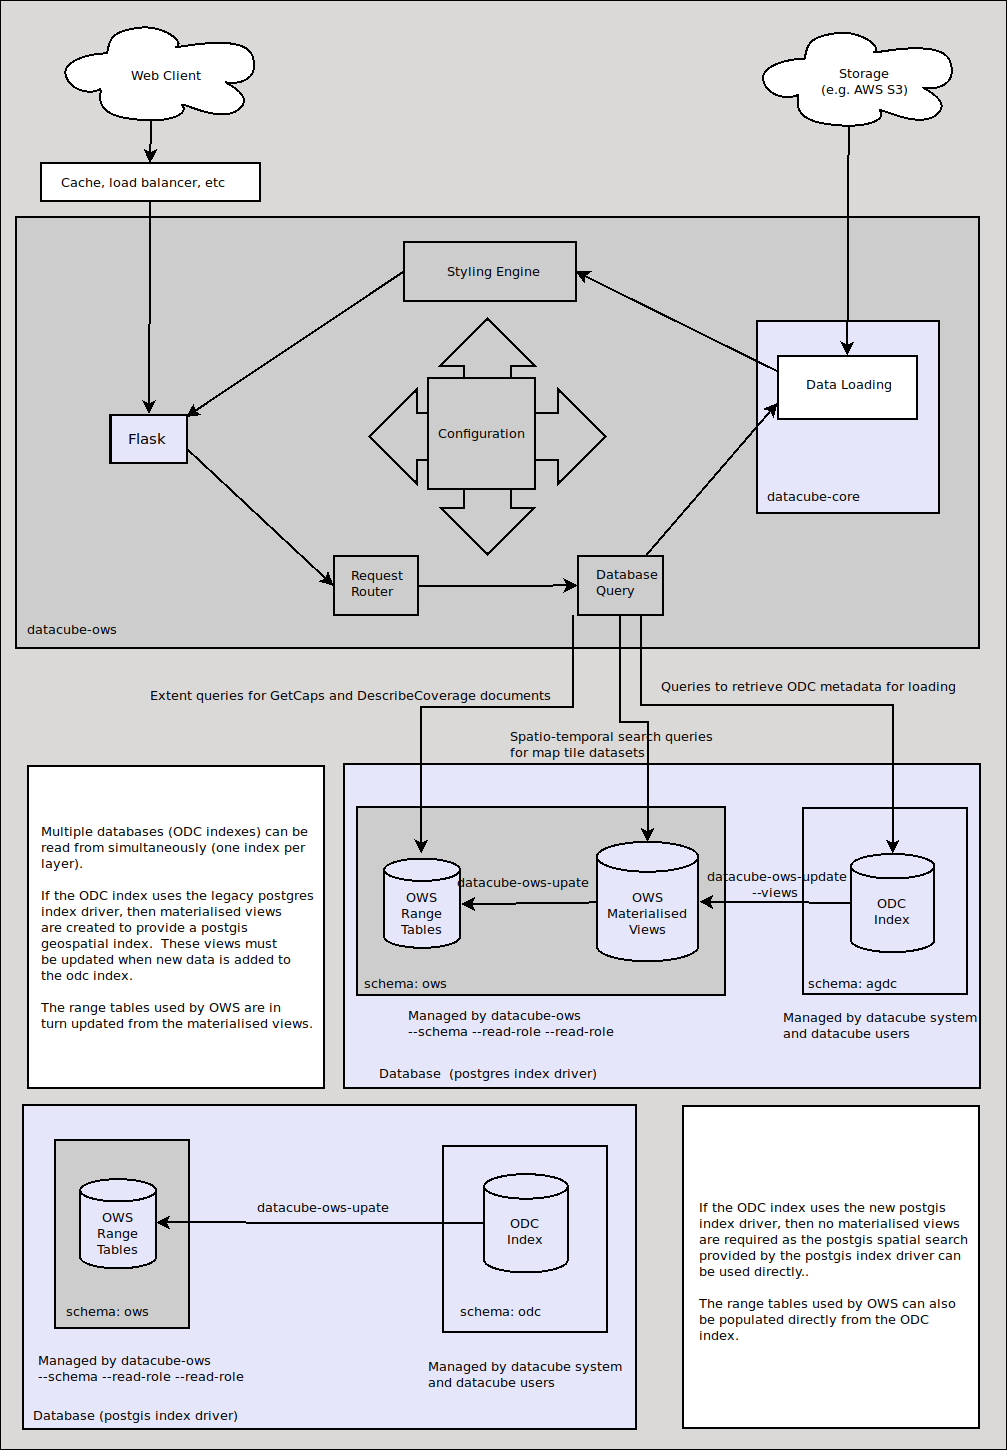 Web Client
Storage
(e.g. AWS S3)
Cache, load balancer, etc
Styling Engine
Data Loading
Flask
Configuration
datacube-core
Request
Router
Database
Query
datacube-ows
Extent queries for GetCaps and DescribeCoverage documents
Queries to retrieve ODC metadata for loading
Spatio-temporal search queries
for map tile datasets
Multiple databases (ODC indexes) can be
read from simultaneously (one index per
layer).
If the ODC index uses the legacy postgres
index driver, then materialised views
are created to provide a postgis
geospatial index.  These views must
be updated when new data is added to
the odc index.
The range tables used by OWS are in
turn updated from the materialised views.
OWS
Range
Tables
datacube-ows-upate
OWS
Materialised
Views
datacube-ows-update
--views
ODC
Index
schema: ows
schema: agdc
Managed by datacube-ows
--schema --read-role --read-role
Managed by datacube system
and datacube users
Database  (postgres index driver)
OWS
Range
Tables
datacube-ows-upate
ODC
Index
schema: ows
schema: odc
Managed by datacube-ows
--schema --read-role --read-role
Managed by datacube system
and datacube users
Database (postgis index driver)
If the ODC index uses the new postgis
index driver, then no materialised views
are required as the postgis spatial search
provided by the postgis index driver can
be used directly..
The range tables used by OWS can also
be populated directly from the ODC
index.